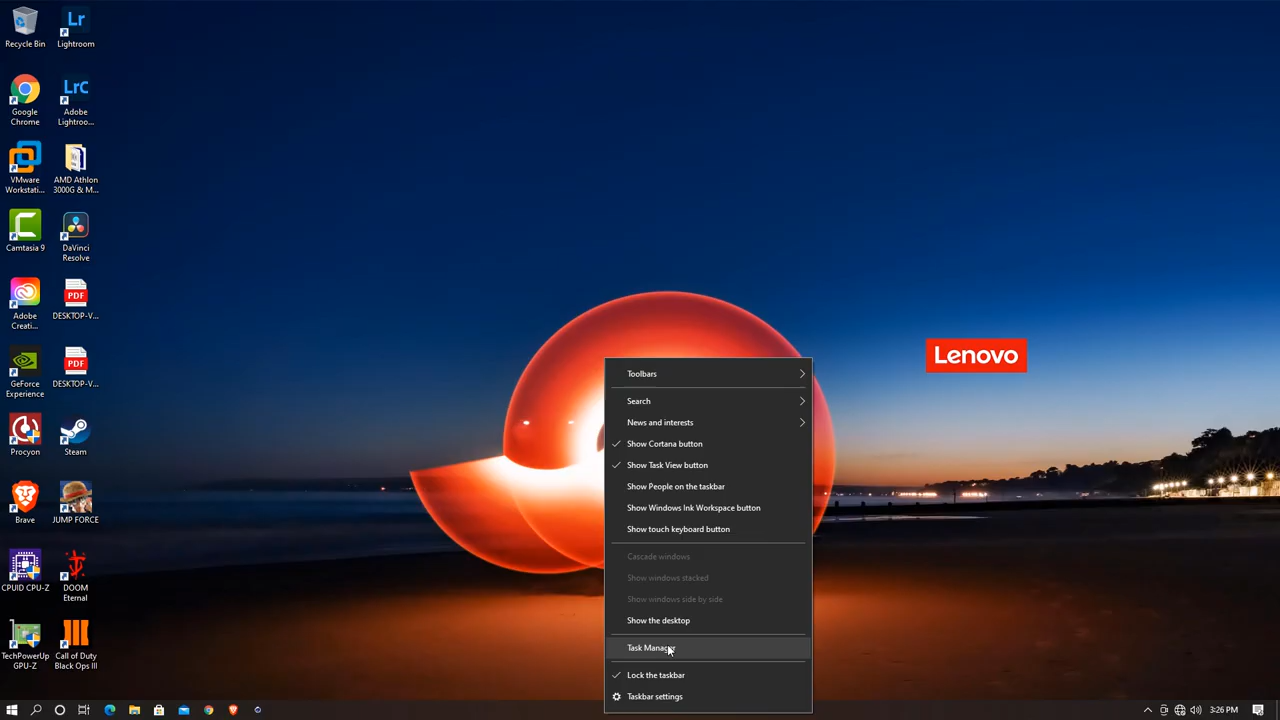 Recycle Bin
Lr
Lightroom
Google
Chrome
LrC
Adobe
Lightroo...
VMware
Workstati...
AMD Athlon
3000G & M...
Camtasia 9
DaVinci
Resolve
Adobe
Creati...
PDF
DESKTOP-V...
GeForce
Experience
PDF
DESKTOP-V...
Procyon
Steam
Brave
JUMP FORCE
CPUID CPU-Z
DOOM
Eternal
TechPowerUp
GPU-Z
Call of Duty
Black Ops III
Lenovo
Toolbars
Search
News and interests
Show Cortana button
Show Task View button
Show People on the taskbar
Show Windows Ink Workspace button
Show touch keyboard button
Cascade windows
Show windows stacked
Show windows side by side
Show the desktop
Task Manager
Lock the taskbar
Taskbar settings
3:26 PM